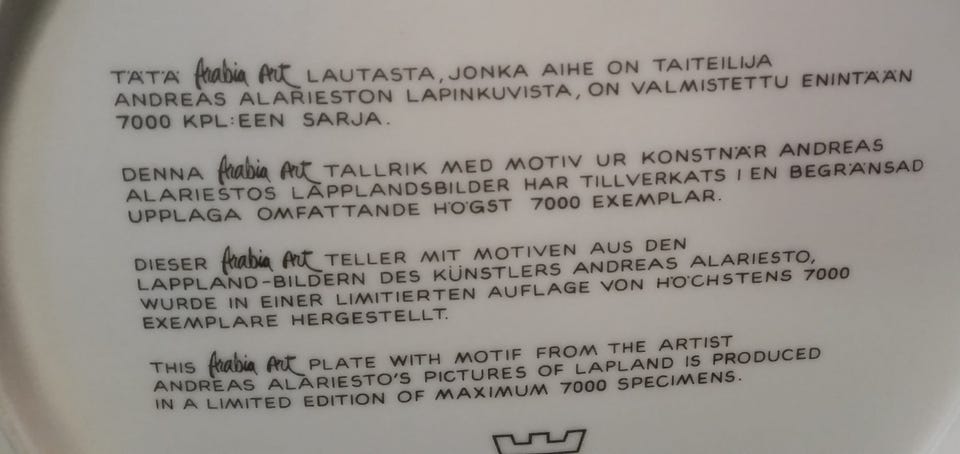 TÄTÄ Arabia Art LAUTASTA, JONKA AIHE ON TAITEILIJA
ANDREAS ALARIESTON LAPINKUVISTA, ON VALMISTETTU ENINTÄÄN
7000 KPL:EEN SARJA.
DENNA Arabia Art TALLRIK MED MOTIV UR KONSTNÄR ANDREAS
ALARIESTOS LAPPLANDSBILDER HAR TILLVERKATS I EN BEGRÄNSAD
UPPLAGA OMFATTANDE HÖGST 7000 EXEMPLAR.
DIESER Arabia Art TELLER MIT MOTIVEN AUS DEN
LAPPLAND-BILDERN DES KÜNSTLERS ANDREAS ALARIESTO,
WURDE IN EINER LIMITIERTEN AUFLAGE VON HÖCHSTENS 7000
EXEMPLARE HERGESTELLT.
THIS Arabia Art PLATE WITH MOTIF FROM THE ARTIST
ANDREAS ALARIESTO'S PICTURES OF LAPLAND IS PRODUCED
IN A LIMITED EDITION OF MAXIMUM 7000 SPECIMENS.